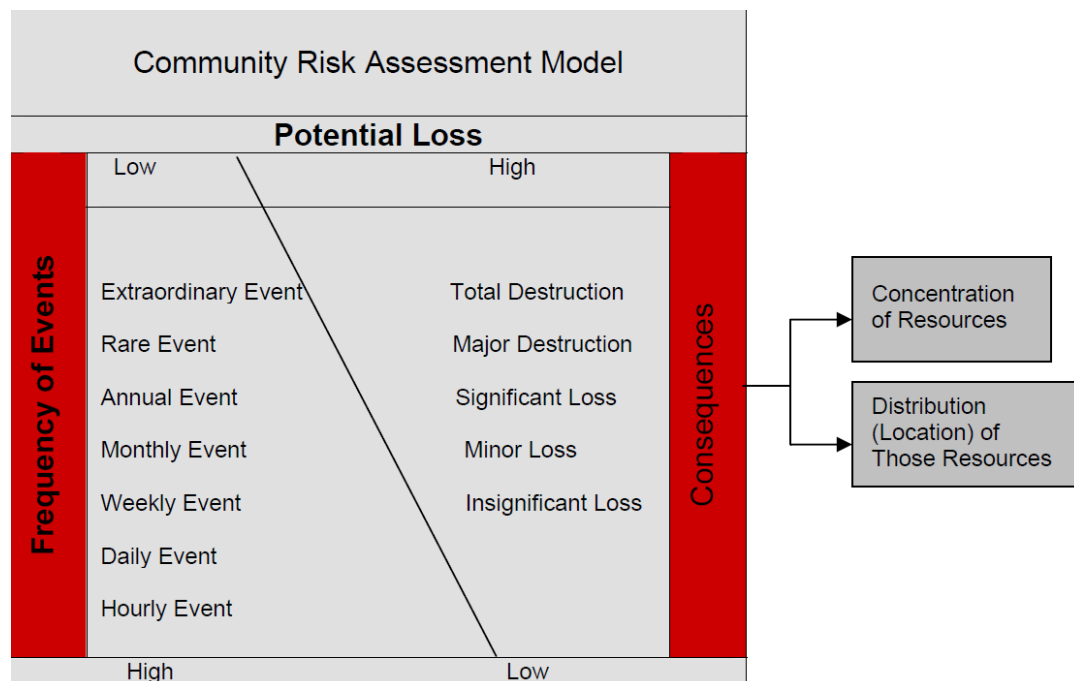 Community Risk Assessment Model
Potential Loss
Low
High
Frequency of Events
Extraordinary Event
Total Destruction
Rare Event
Major Destruction
Annual Event
Significant Loss
Monthly Event
Minor Loss
Weekly Event
Insignificant Loss
Daily Event
Hourly Event
High
Low
Consequences
Concentration
of Resources
Distribution
(Location) of
Those Resources